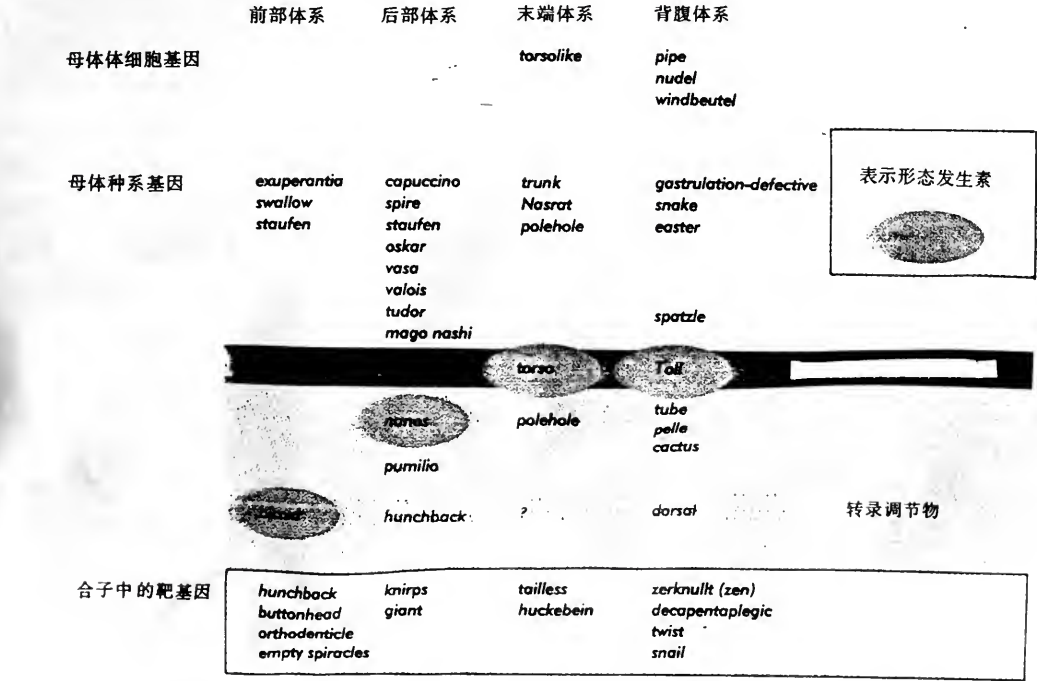 前部体系 后部体系 末端体系 背腹体系
母体体细胞基因 torsolike pipe
nudel
windbeutel
母体种系基因 exuperantia capuccino trunk gastrulation-defective 表示形态发生素
swallow spire Nasrat snake
staufen staufen polehole easter
oskar
vasa
valois
tudor spatzle
mago nashi
torso Toll
nanos polehole tube
pelle
cactus
pumilio
hunchback ? dorsal 转录调节物
合子中的靶基因 hunchback knirps tailless zerknullt (zen)
buttonhead giant huckebein decapentaplegic
orthodenticle twist
empty spiracles snail